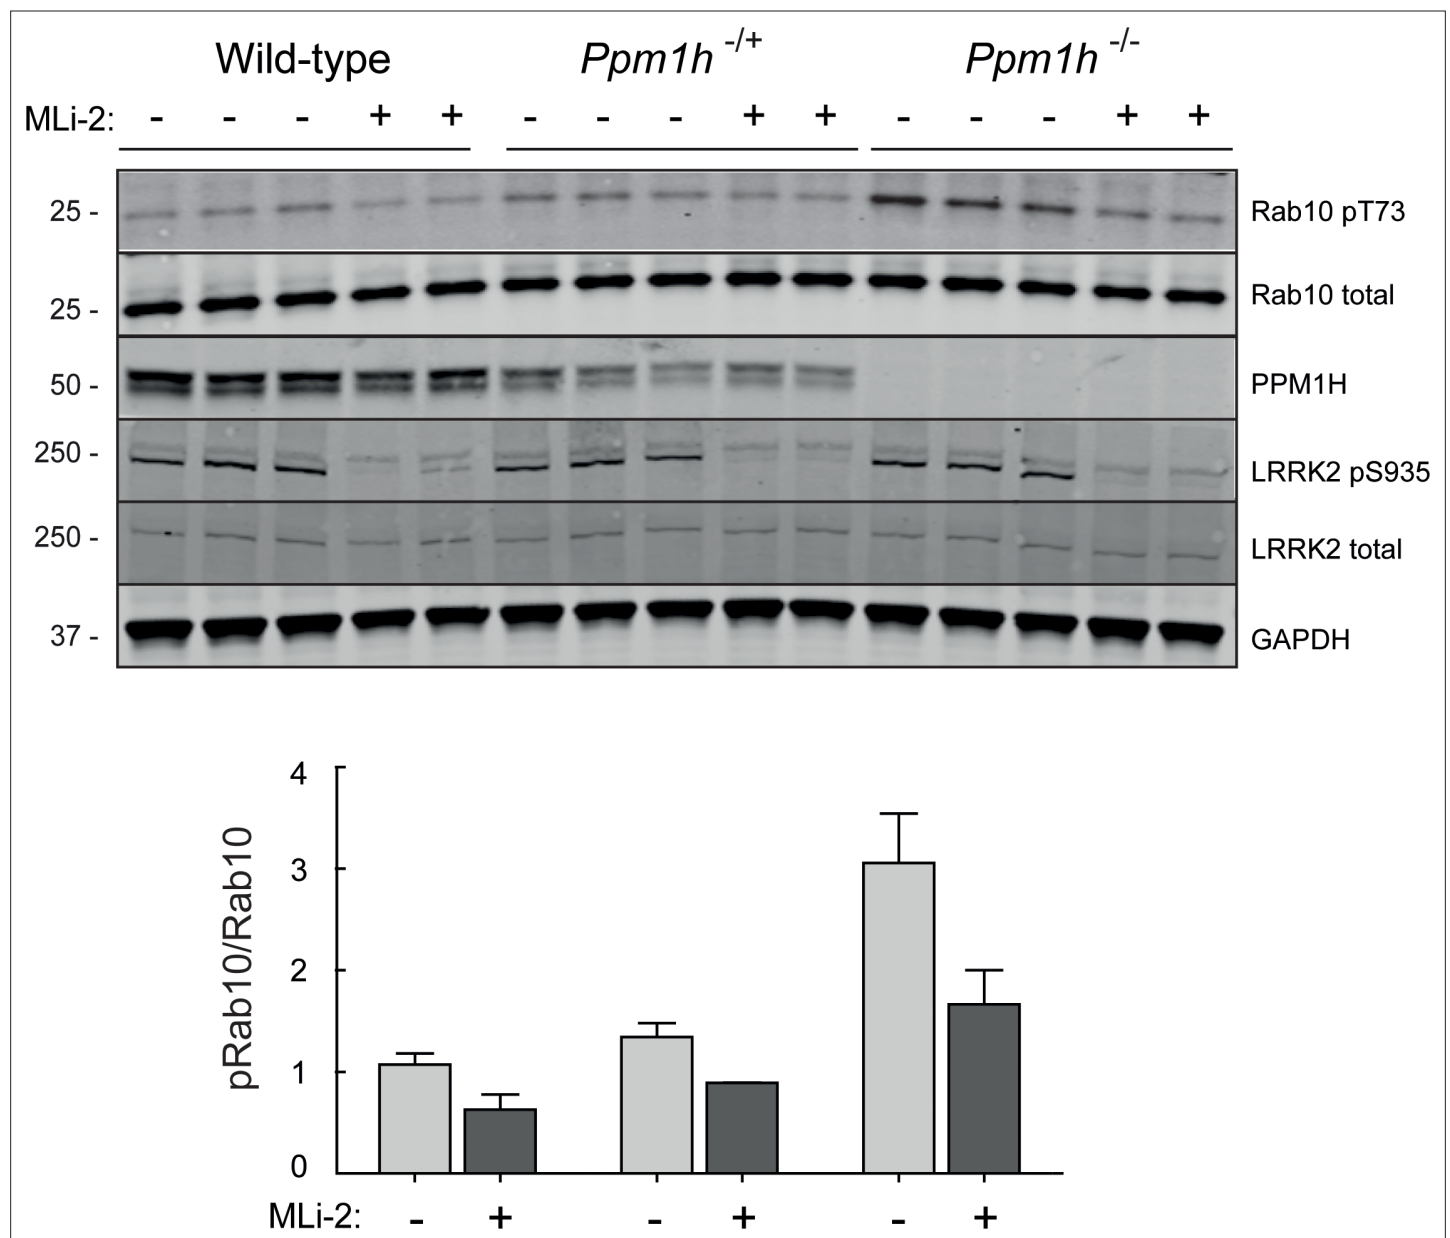 Wild-type Ppm1h -/+ Ppm1h -/-
MLi-2: - - - + + - - - + + - - - + +
25 - Rab10 pT73
25 - Rab10 total
50 - PPM1H
250 - LRRK2 pS935
250 - LRRK2 total
37 - GAPDH
pRab10/Rab10
4
3
2
1
0
MLi-2: - + - + - +